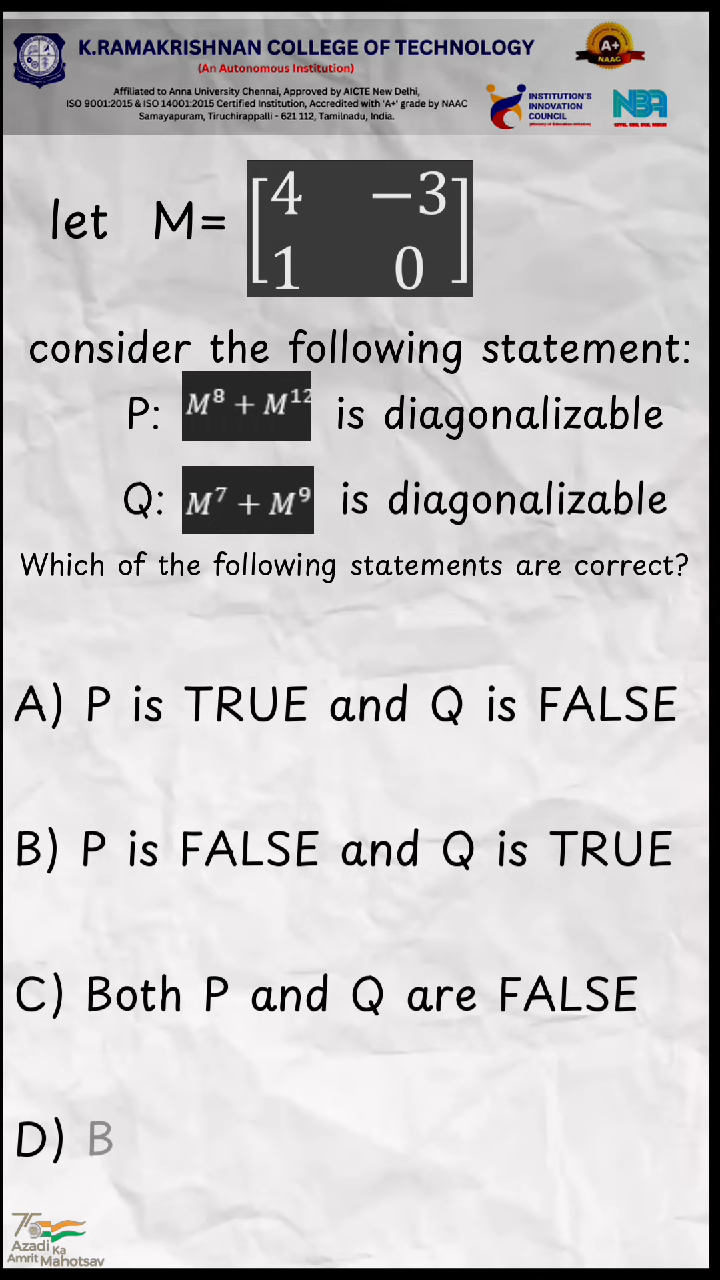 K.RAMAKRISHNAN COLLEGE OF TECHNOLOGY
(An Autonomous Institution)
Affiliated to Anna University Chennai, Approved by AICTE New Delhi,
ISO 9001:2015 & ISO 14001:2015 Certified Institution, Accredited with 'A+' grade by NAAC
Samayapuram, Tiruchirappalli - 621 112, Tamilnadu, India.
A+
NAAC
INSTITUTION'S
INNOVATION
COUNCIL
NBA
let M= [4 −3
1 0]
consider the following statement:
P: M⁸ + M¹² is diagonalizable
Q: M⁷ + M⁹ is diagonalizable
Which of the following statements are correct?
A) P is TRUE and Q is FALSE
B) P is FALSE and Q is TRUE
C) Both P and Q are FALSE
D) B
75
Azadi Ka
Amrit Mahotsav